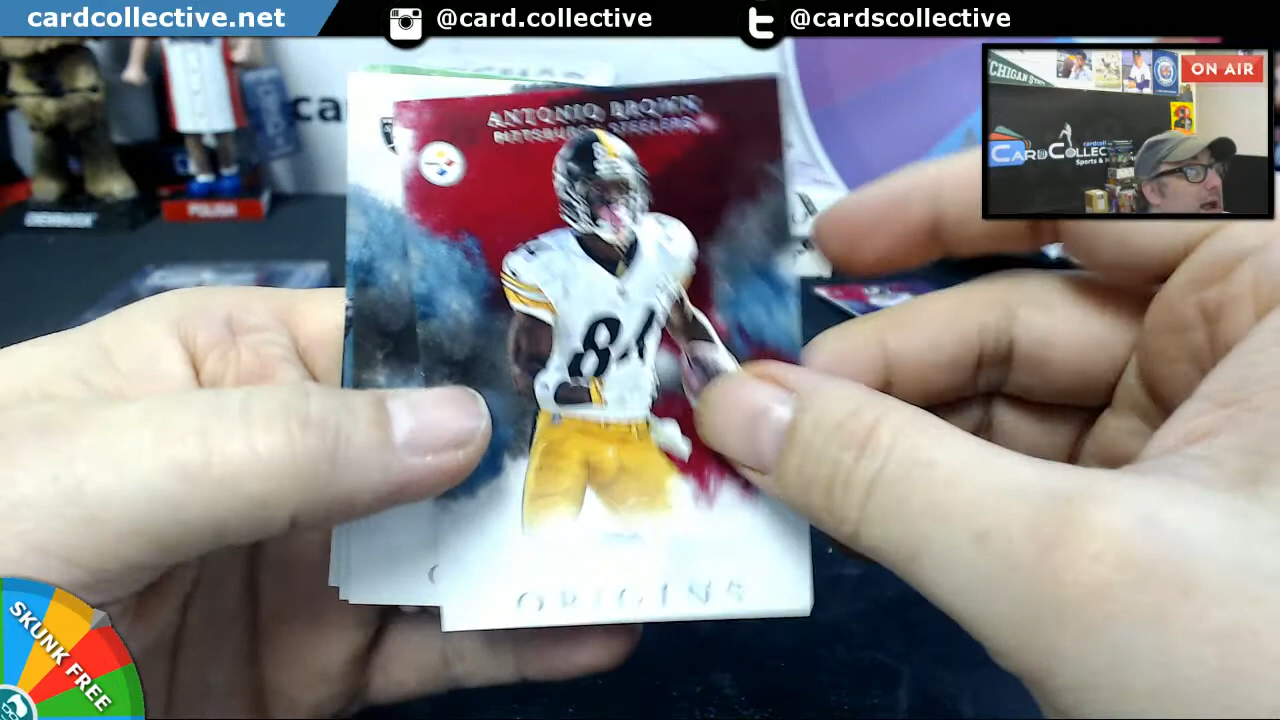 cardcollective.net
@card.collective
@cardscollective
ON AIR
ANTONIO BROWN
PITTSBURGH STEELERS
84
ORIGINS
SKUNK FREE